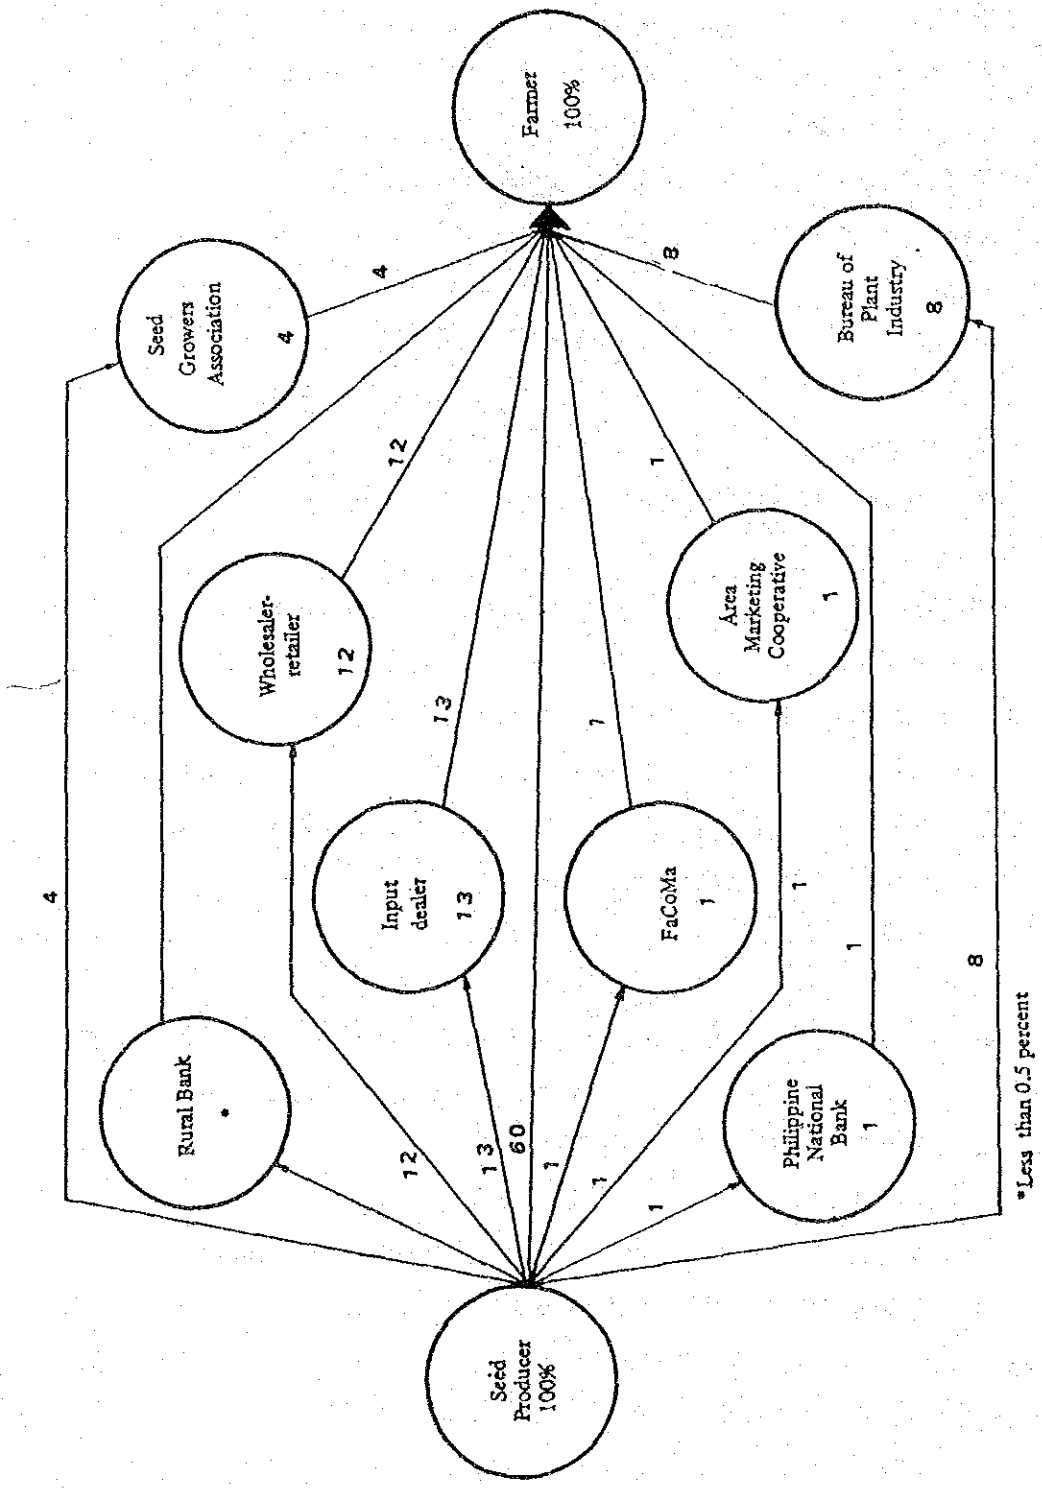 4
Seed
Growers
Association
4
4
Rural Bank
*
Wholesaler-
retailer
12
12
12
Input
dealer
13
13
13
Seed
Producer
100%
60
Farmer
100%
1
FaCoMa
1
1
1
1
Area
Marketing
Cooperative
1
1
1
Philippine
National
Bank
1
1
8
Bureau of
Plant
Industry
8
8
*Less than 0.5 percent